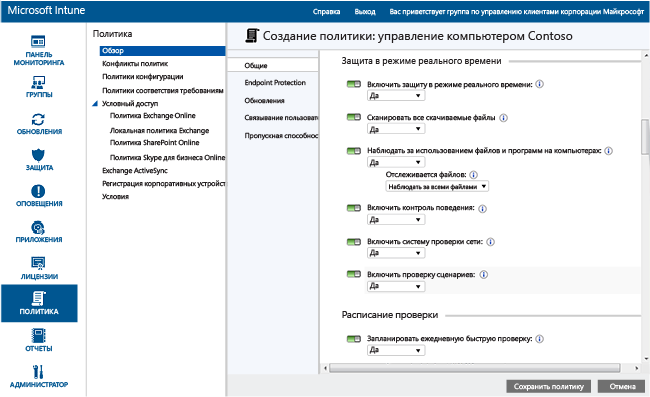 Microsoft Intune
Справка
Выход
Вас приветствует группа по управлению клиентами корпорации Майкрософт
ПАНЕЛЬ
МОНИТОРИНГА
ГРУППЫ
ОБНОВЛЕНИЯ
ЗАЩИТА
ОПОВЕЩЕНИЯ
ПРИЛОЖЕНИЯ
ЛИЦЕНЗИИ
ПОЛИТИКА
ОТЧЕТЫ
АДМИНИСТРАТОР
Политика
Обзор
Конфликты политик
Политики конфигурации
Политики соответствия требованиям
Условный доступ
Политика Exchange Online
Локальная политика Exchange
Политика SharePoint Online
Политика Skype для бизнеса Online
Exchange ActiveSync
Регистрация корпоративных устройст
Условия
Создание политики: управление компьютером Contoso
Общие
Endpoint Protection
Обновления
Связывание пользоват
Пропускная способнос
Защита в режиме реального времени
Включить защиту в режиме реального времени:
Да
Сканировать все скачиваемые файлы
Да
Наблюдать за использованием файлов и программ на компьютерах:
Да
Отслеживается файлов:
Наблюдать за всеми файлами
Включить контроль поведения:
Да
Включить систему проверки сети:
Да
Включить проверку сценариев:
Да
Расписание проверки
Запланировать ежедневную быструю проверку:
Да
Сохранить политику
Отмена